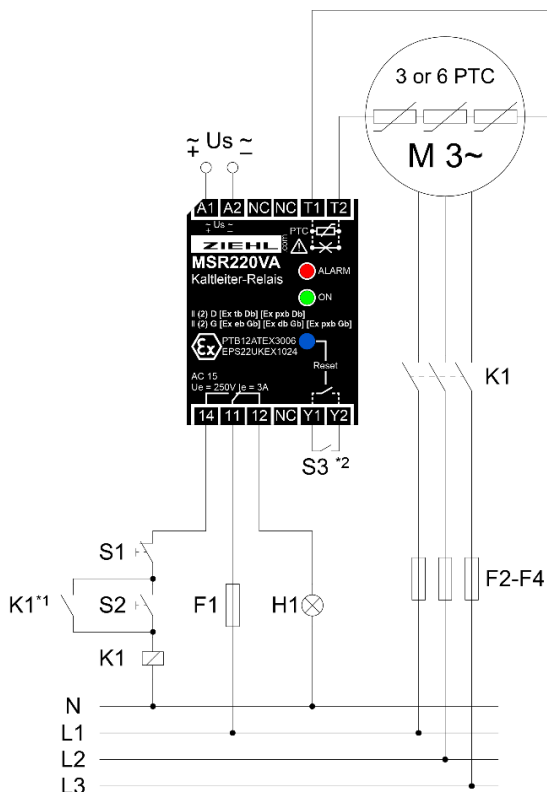 3 or 6 PTC
M 3~
~ Us ~
+ –
A1 A2 NC NC T1 T2
~ Us ~
+ –
PTC
ZIEHL
.com
MSR220VA
Kaltleiter-Relais
ALARM
ON
II (2) D [Ex tb Db] [Ex pxb Db]
II (2) G [Ex eb Gb] [Ex db Gb] [Ex pxb Gb]
Ex
PTB12ATEX3006
EPS22UKEX1024
Reset
AC 15
Ue = 250V Ie = 3A
14 11 12 NC Y1 Y2
K1
S3 *2
S1
K1*1
S2
F1
H1
F2-F4
K1
N
L1
L2
L3